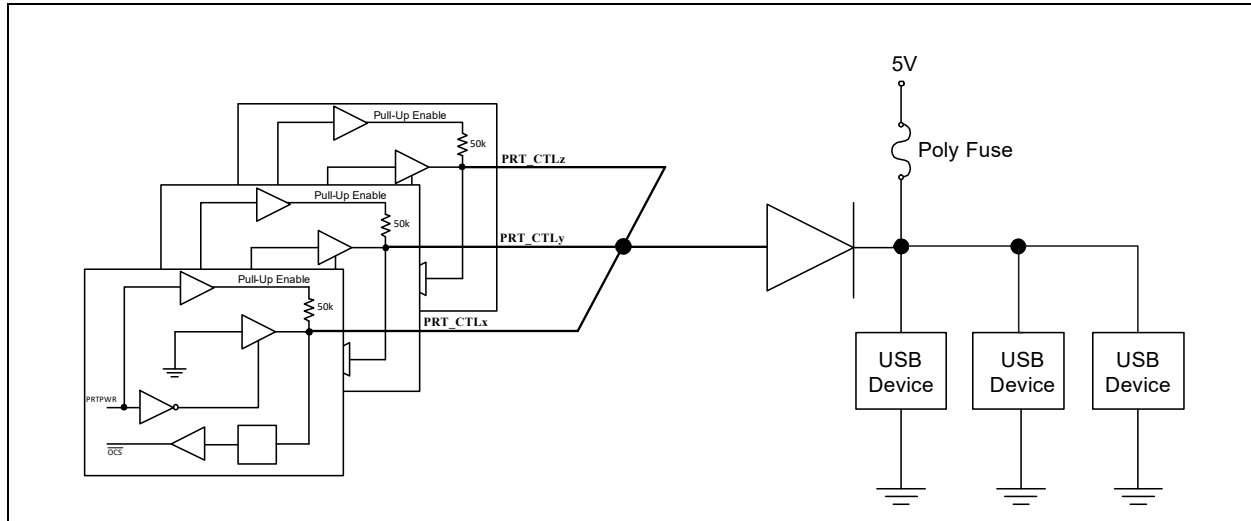 5V
Poly Fuse
Pull-Up Enable
50k
PRT_CTLz
Pull-Up Enable
50k
PRT_CTLy
Pull-Up Enable
50k
PRT_CTLx
PRTPWR
OCS
USB
Device
USB
Device
USB
Device